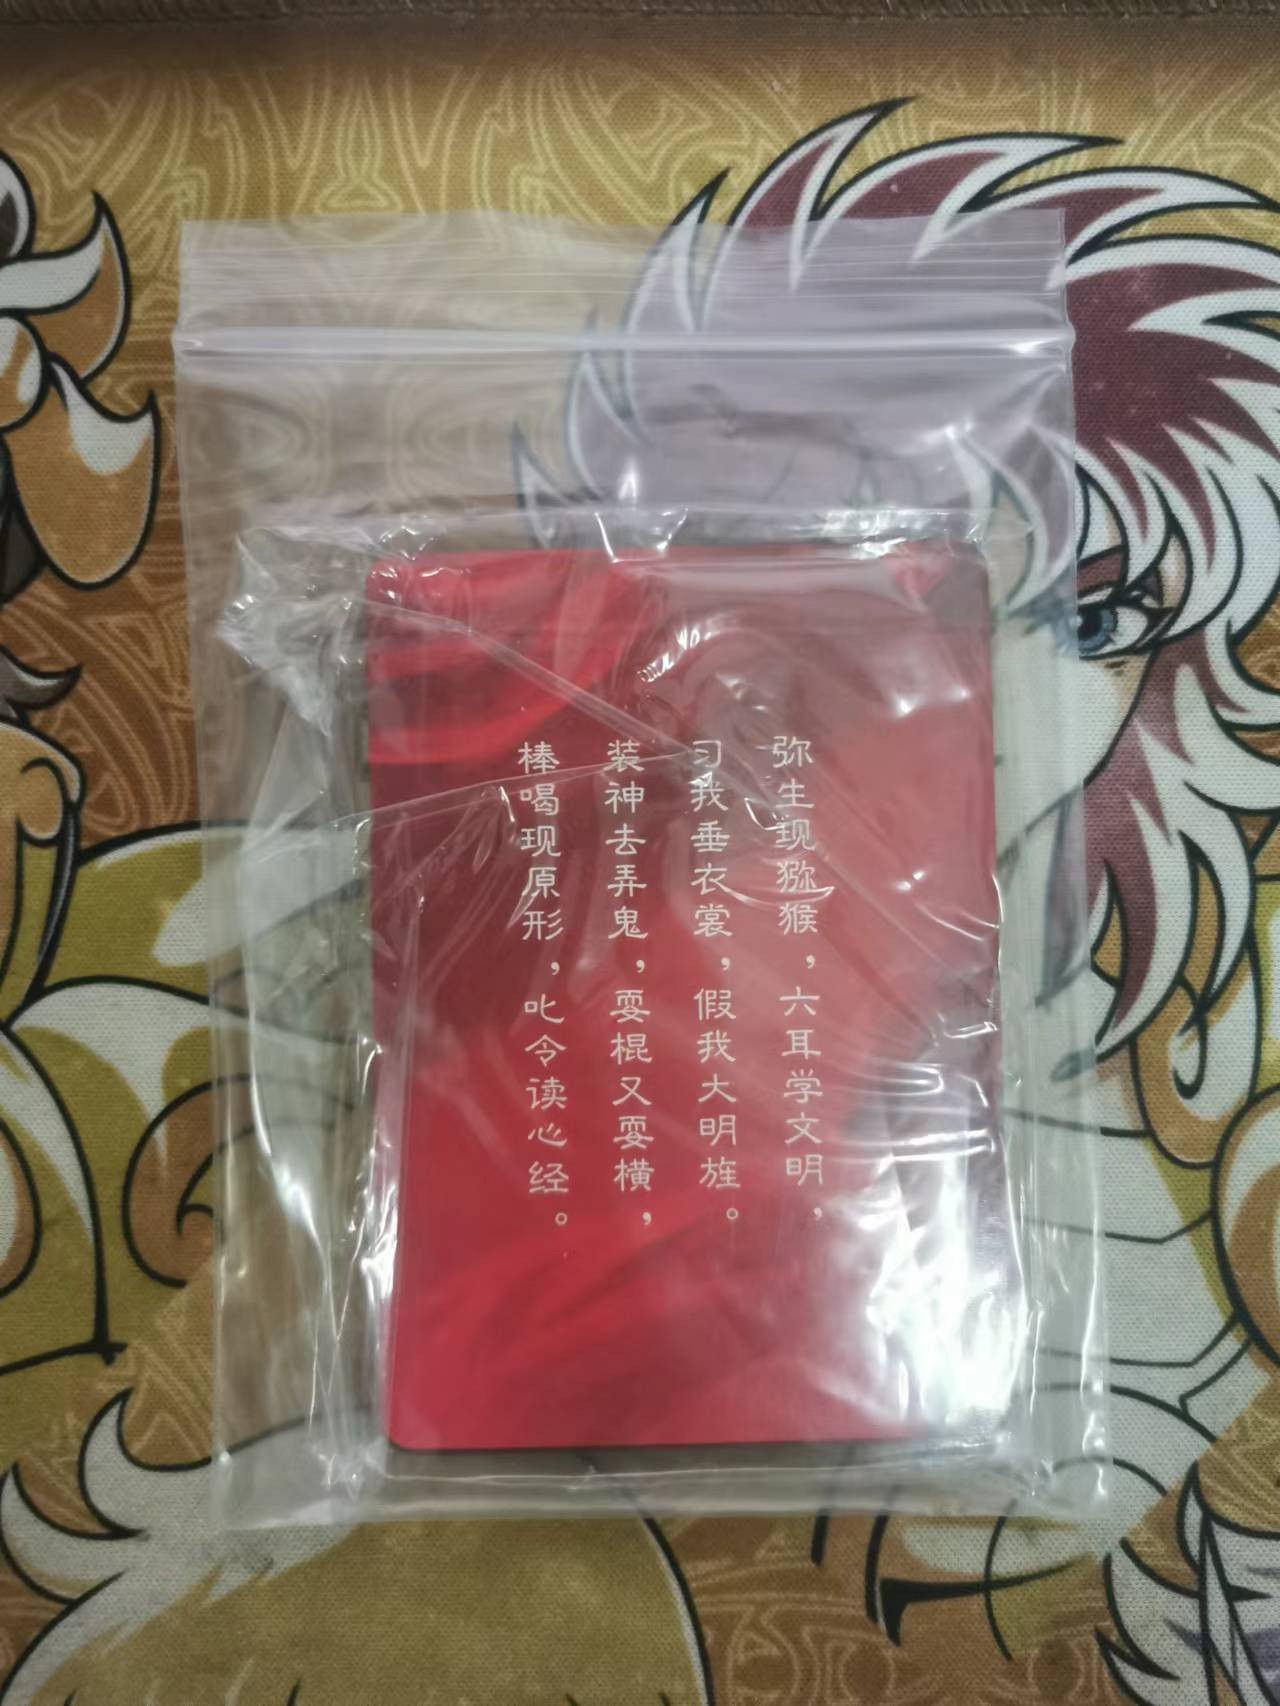 弥生现猕猴，六耳学文明，
习我垂衣裳，假我大明旌。
装神去弄鬼，耍棍又耍横，
棒喝现原形，叱令读心经。